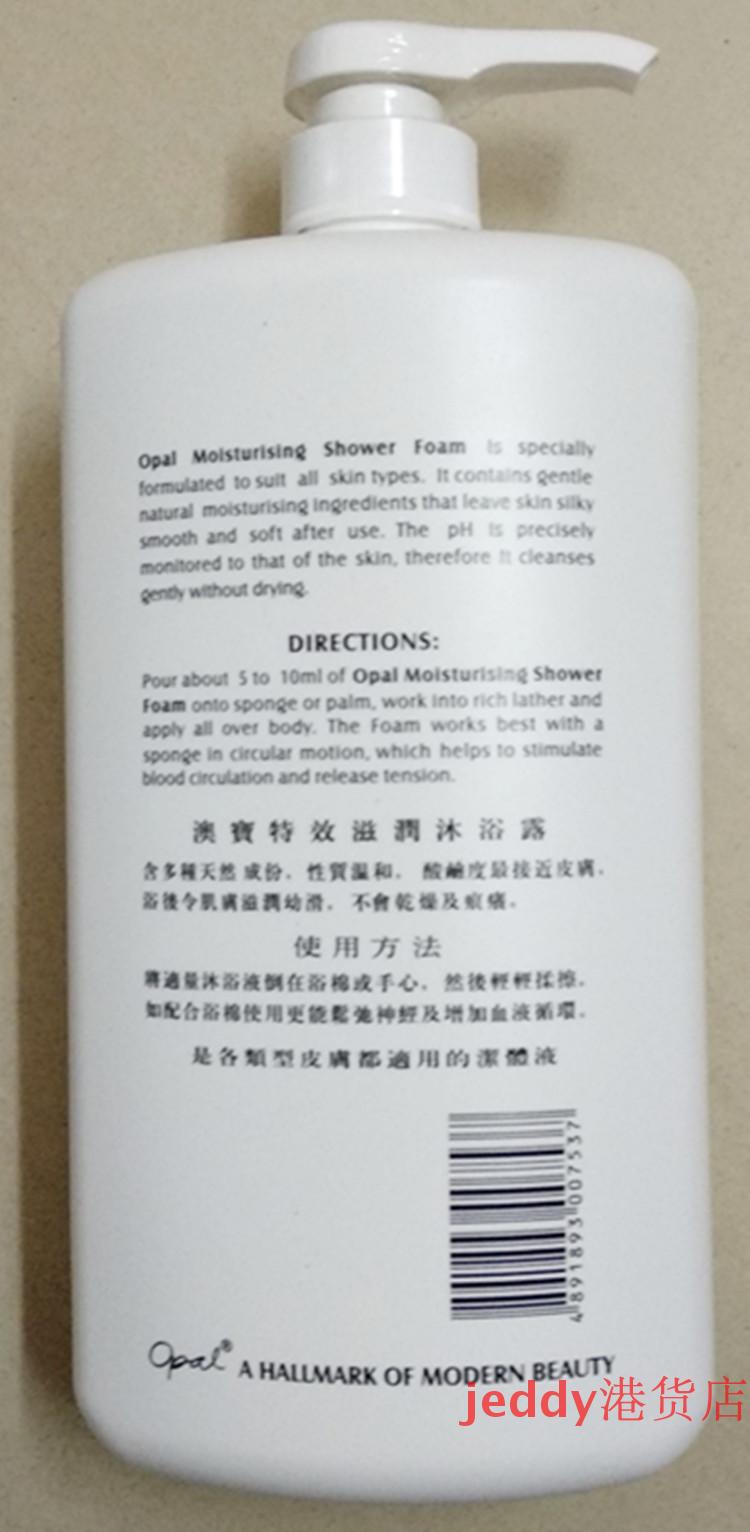 Opal Moisturising Shower Foam is specially
formulated to suit all skin types. It contains gentle
natural moisturising ingredients that leave skin silky
smooth and soft after use. The pH is precisely
monitored to that of the skin, therefore it cleanses
gently without drying.
DIRECTIONS:
Pour about 5 to 10ml of Opal Moisturising Shower
Foam onto sponge or palm, work into rich lather and
apply all over body. The Foam works best with a
sponge in circular motion, which helps to stimulate
blood circulation and release tension.
澳寶特效滋潤沐浴露
含多種天然成份，性質溫和，酸鹼度最接近皮膚，
浴後令肌膚滋潤幼滑，不會乾燥及痕癢。
使用方法
將適量沐浴液倒在浴棉或手心，然後輕輕揉擦，
如配合浴棉使用更能鬆弛神經及增加血液循環。
是各類型皮膚都適用的潔體液
4 891893 007537
Opal® A HALLMARK OF MODERN BEAUTY
jeddy港货店